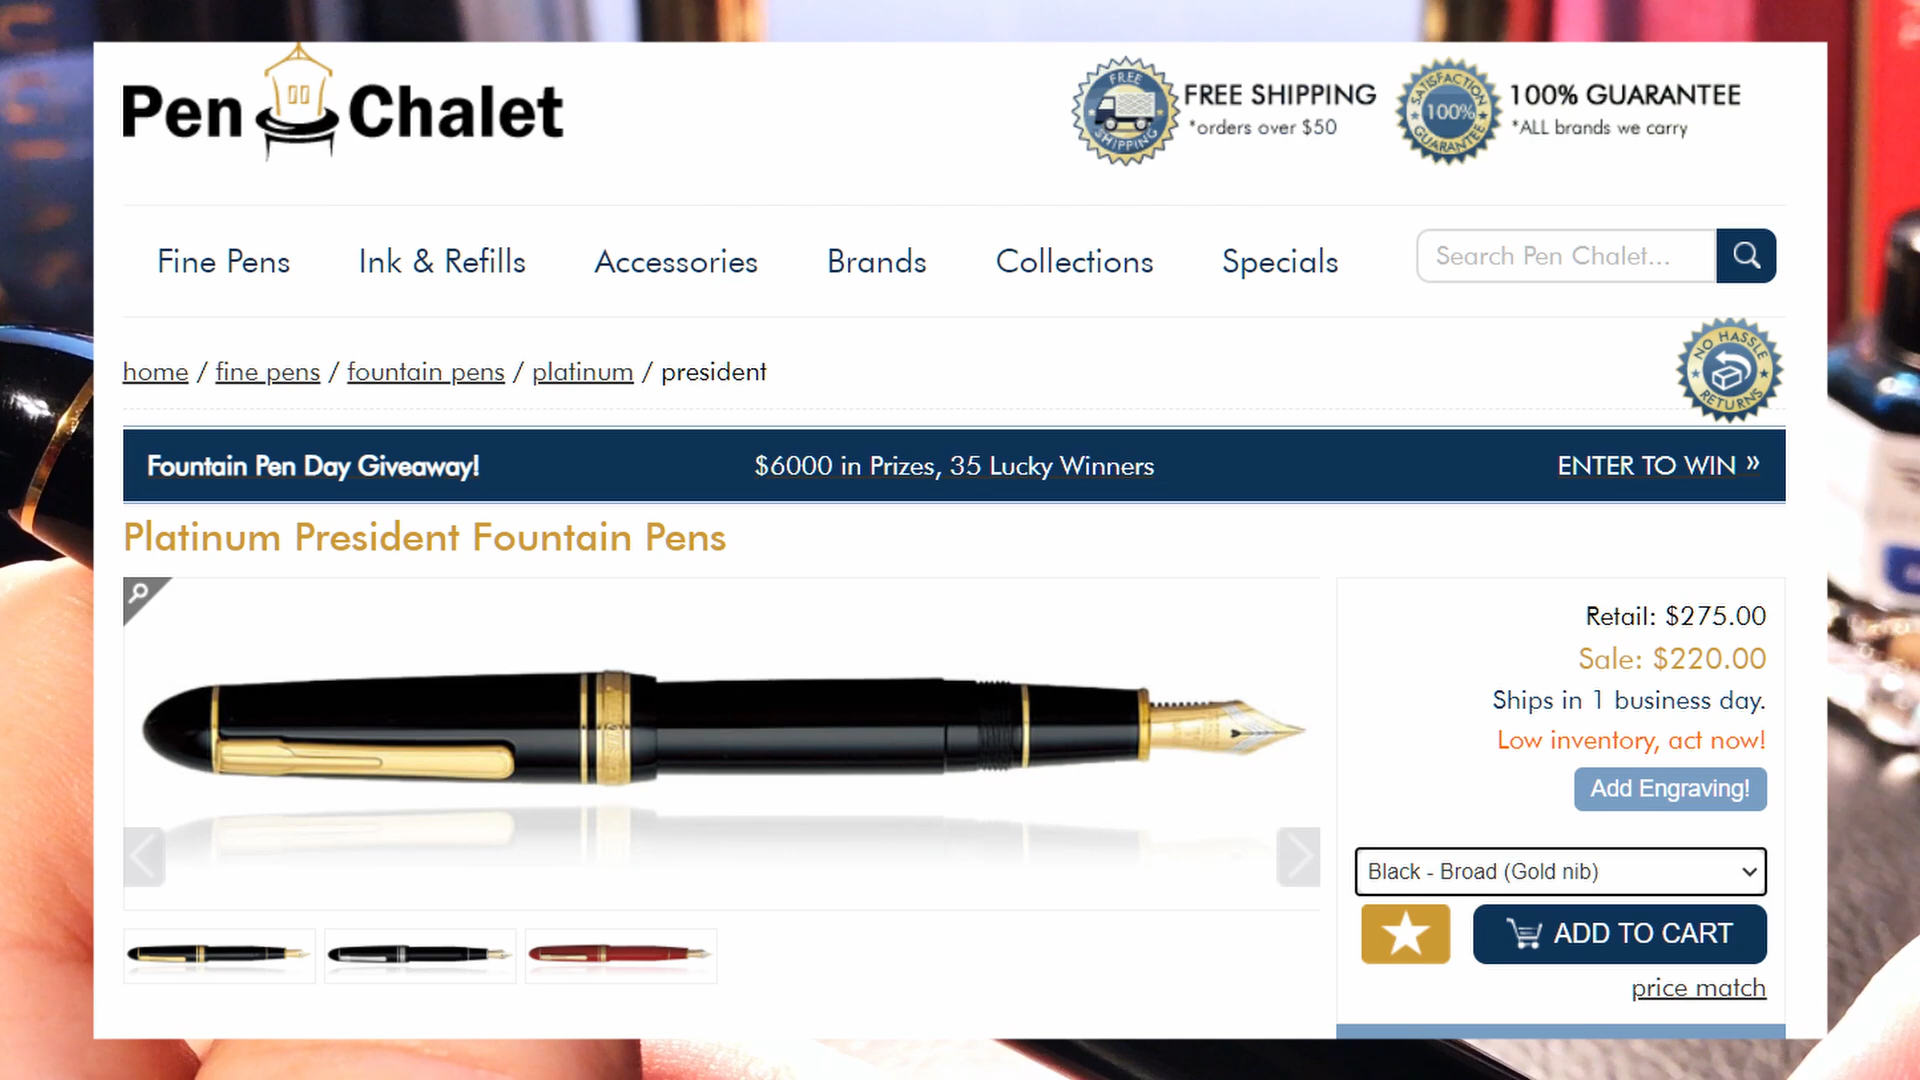 Pen Chalet
FREE SHIPPING
FREE SHIPPING
*orders over $50
SATISFACTION 100% GUARANTEE
100% GUARANTEE
*ALL brands we carry
Fine Pens
Ink & Refills
Accessories
Brands
Collections
Specials
Search Pen Chalet...
home / fine pens / fountain pens / platinum / president
NO HASSLE RETURNS
Fountain Pen Day Giveaway!
$6000 in Prizes, 35 Lucky Winners
ENTER TO WIN »
Platinum President Fountain Pens
Retail: $275.00
Sale: $220.00
Ships in 1 business day.
Low inventory, act now!
Add Engraving!
Black - Broad (Gold nib)
ADD TO CART
price match